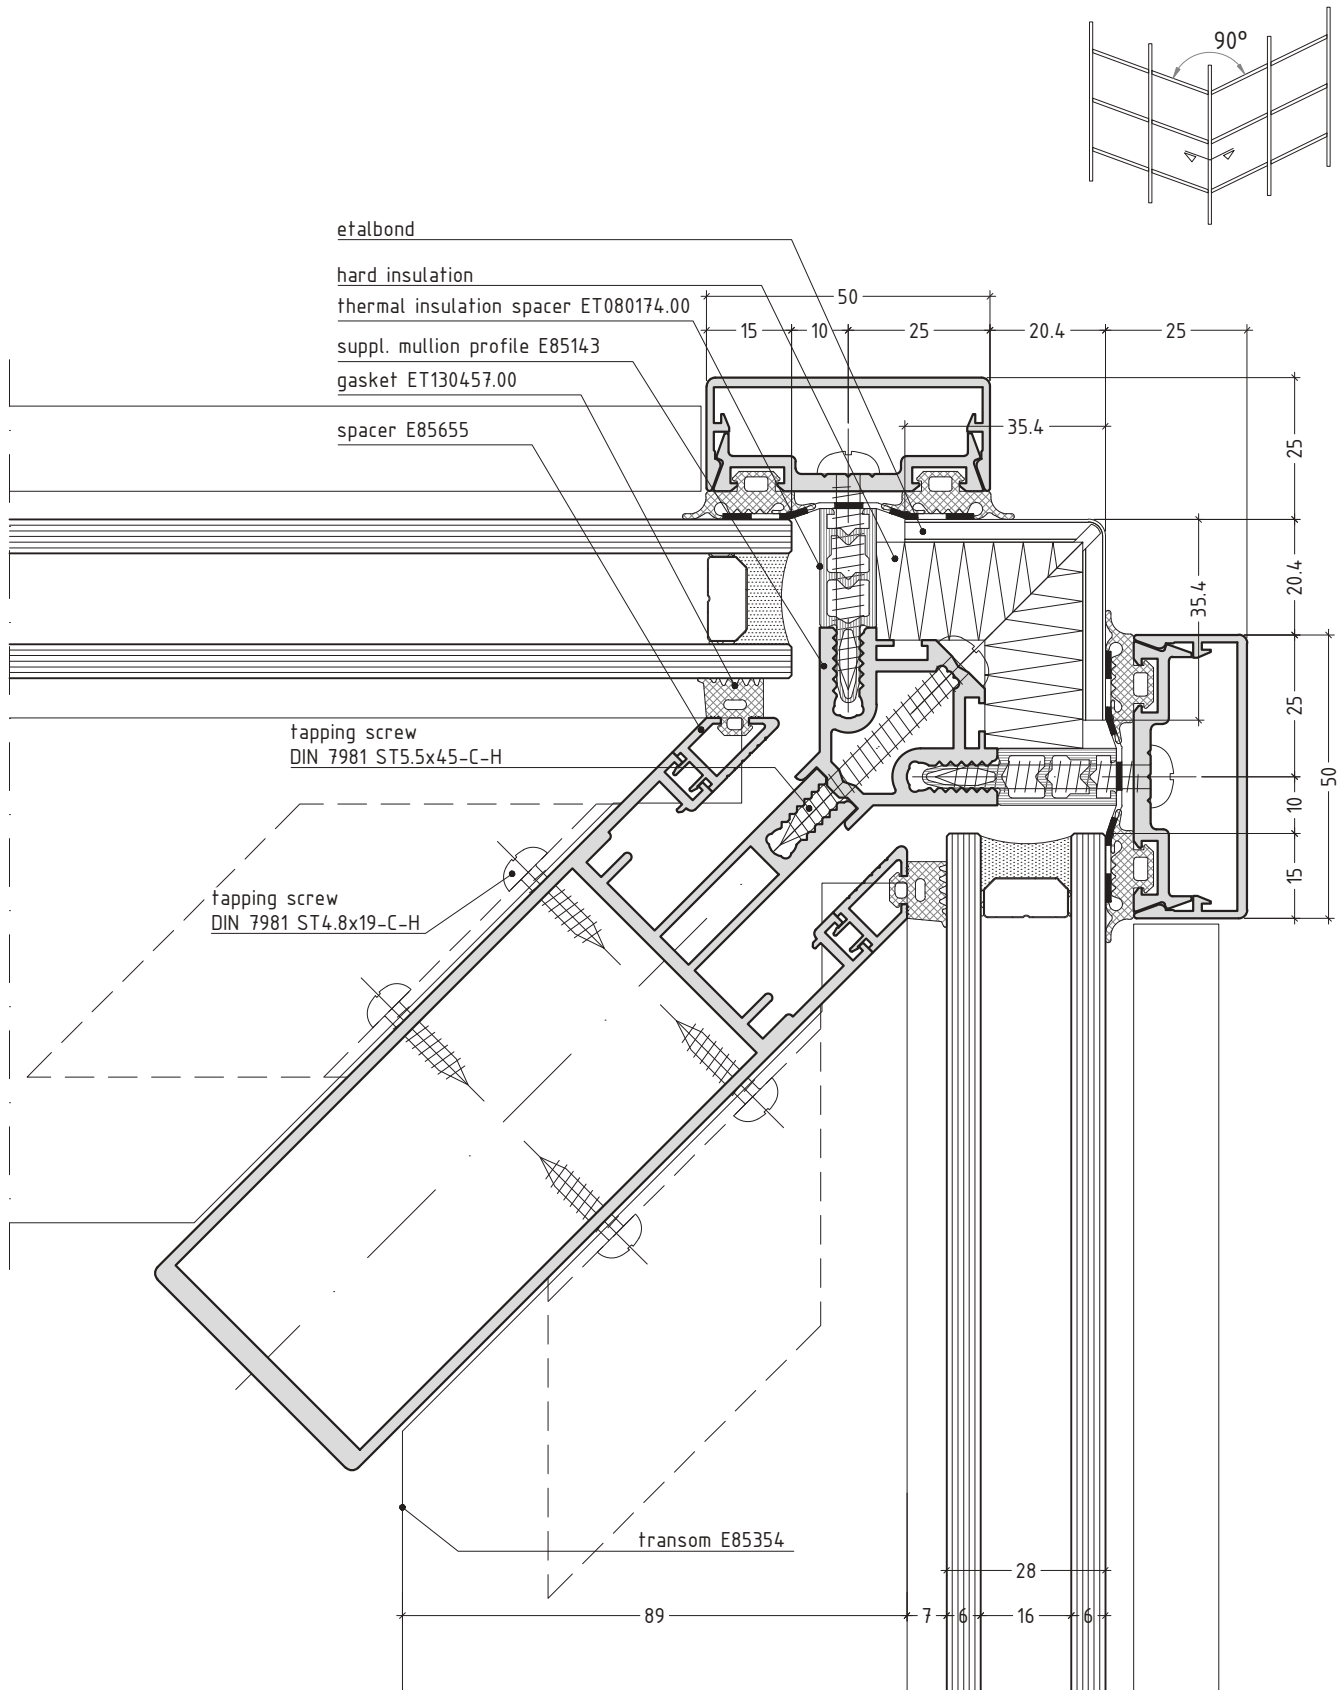 90°
etalbond
hard insulation
thermal insulation spacer ET080174.00
suppl. mullion profile E85143
gasket ET130457.00
spacer E85655
50
15
10
25
20.4
25
35.4
25
20.4
35.4
25
50
10
15
tapping screw
DIN 7981 ST5.5x45-C-H
tapping screw
DIN 7981 ST4.8x19-C-H
transom E85354
28
89
7
6
16
6